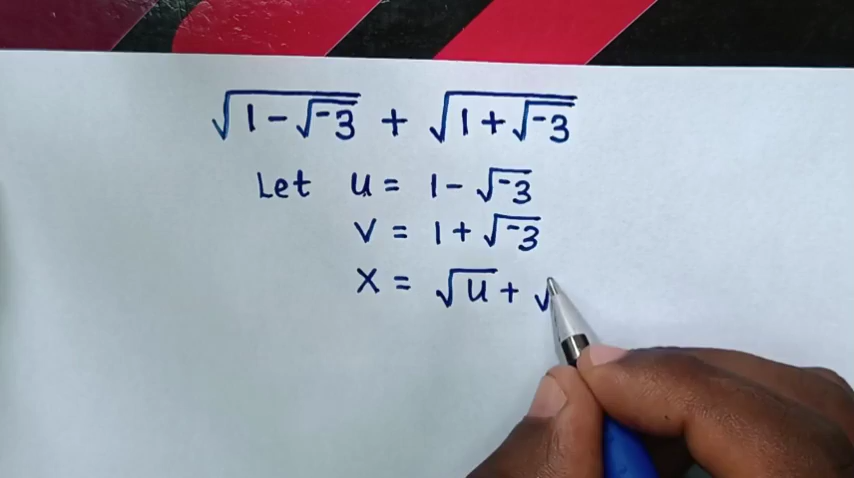 √(1-√-3) + √(1+√-3)
Let u = 1-√-3
v = 1+√-3
x = √u + √